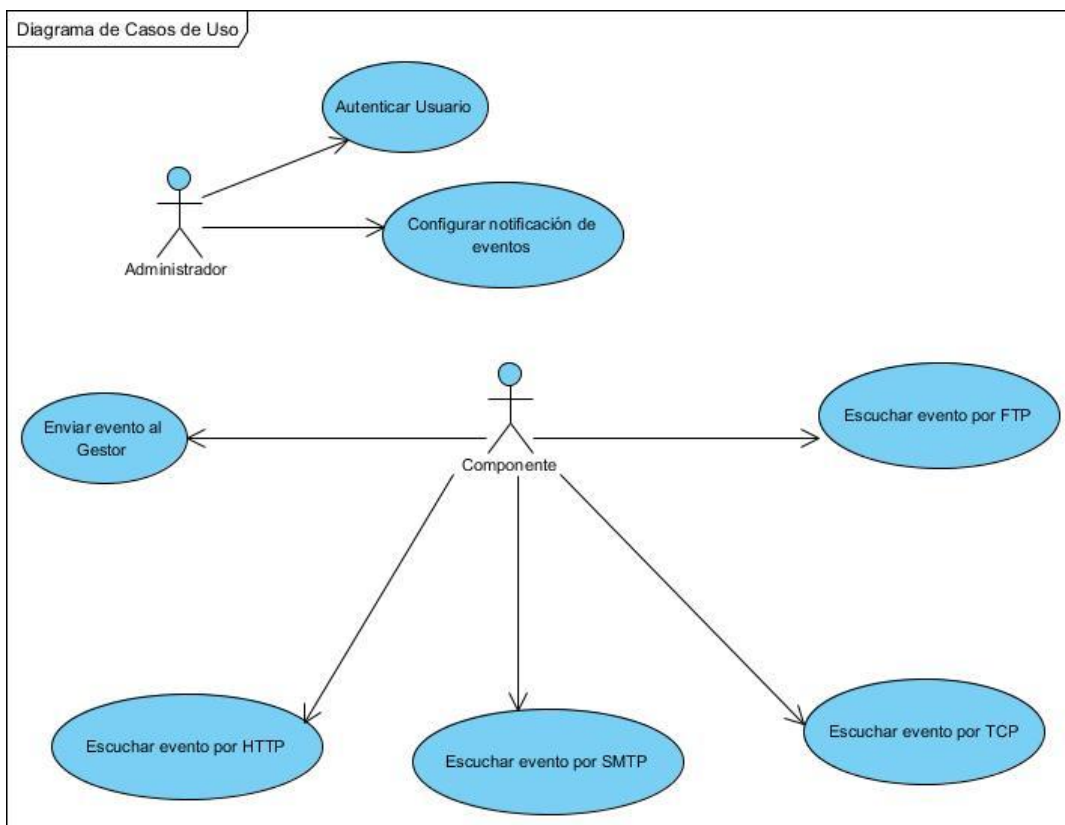 Diagrama de Casos de Uso
Autenticar Usuario
Configurar notificación de
eventos
Administrador
Enviar evento al
Gestor
Componente
Escuchar evento por FTP
Escuchar evento por HTTP
Escuchar evento por SMTP
Escuchar evento por TCP